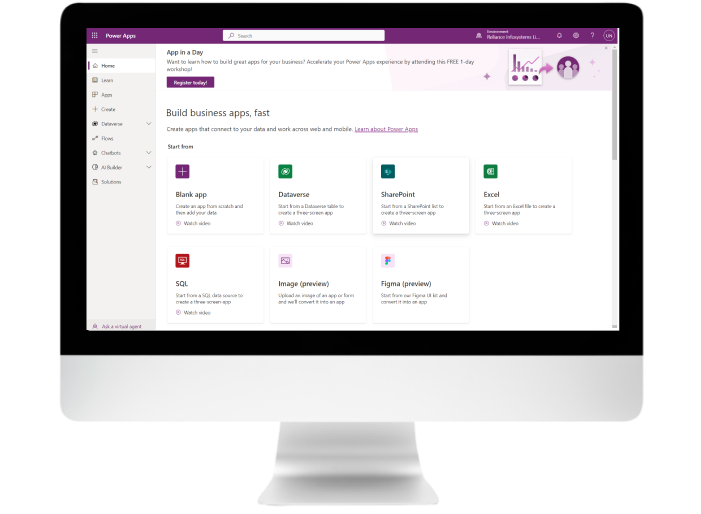 Power Apps
Search
Environment
Reliance Infosystems Li...
UN
Home
Learn
Apps
Create
Dataverse
Flows
Chatbots
AI Builder
Solutions
Ask a virtual agent
App in a Day
Want to learn how to build great apps for your business? Accelerate your Power Apps experience by attending this FREE 1-day
workshop!
Register today!
Build business apps, fast
Create apps that connect to your data and work across web and mobile. Learn about Power Apps
Start from
Blank app
Create an app from scratch and
then add your data
Watch video
Dataverse
Start from a Dataverse table to
create a three-screen app
Watch video
SharePoint
Start from a SharePoint list to
create a three-screen app
Watch video
Excel
Start from an Excel file to create a
three-screen app
Watch video
SQL
Start from a SQL data source to
create a three-screen app
Watch video
Image (preview)
Upload an image of an app or form
and we'll convert it into an app
Figma (preview)
Start from our Figma UI kit and
convert it into an app